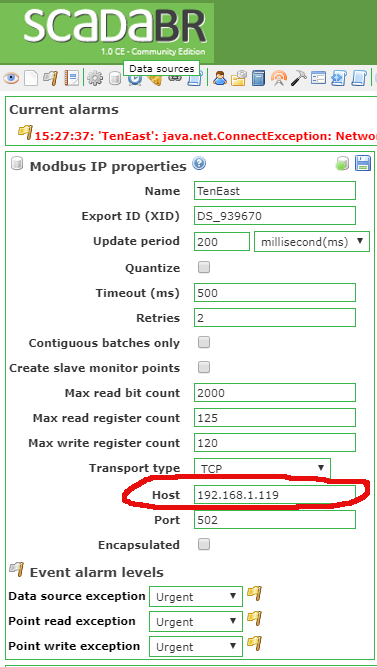 SCADABR
1.0 CE - Community Edition
Data sources
Current alarms
15:27:37: 'TenEast': java.net.ConnectException: Netwo
Modbus IP properties
Name TenEast
Export ID (XID) DS_939670
Update period 200 millisecond(ms)
Quantize
Timeout (ms) 500
Retries 2
Contiguous batches only
Create slave monitor points
Max read bit count 2000
Max read register count 125
Max write register count 120
Transport type TCP
Host 192.168.1.119
Port 502
Encapsulated
Event alarm levels
Data source exception Urgent
Point read exception Urgent
Point write exception Urgent